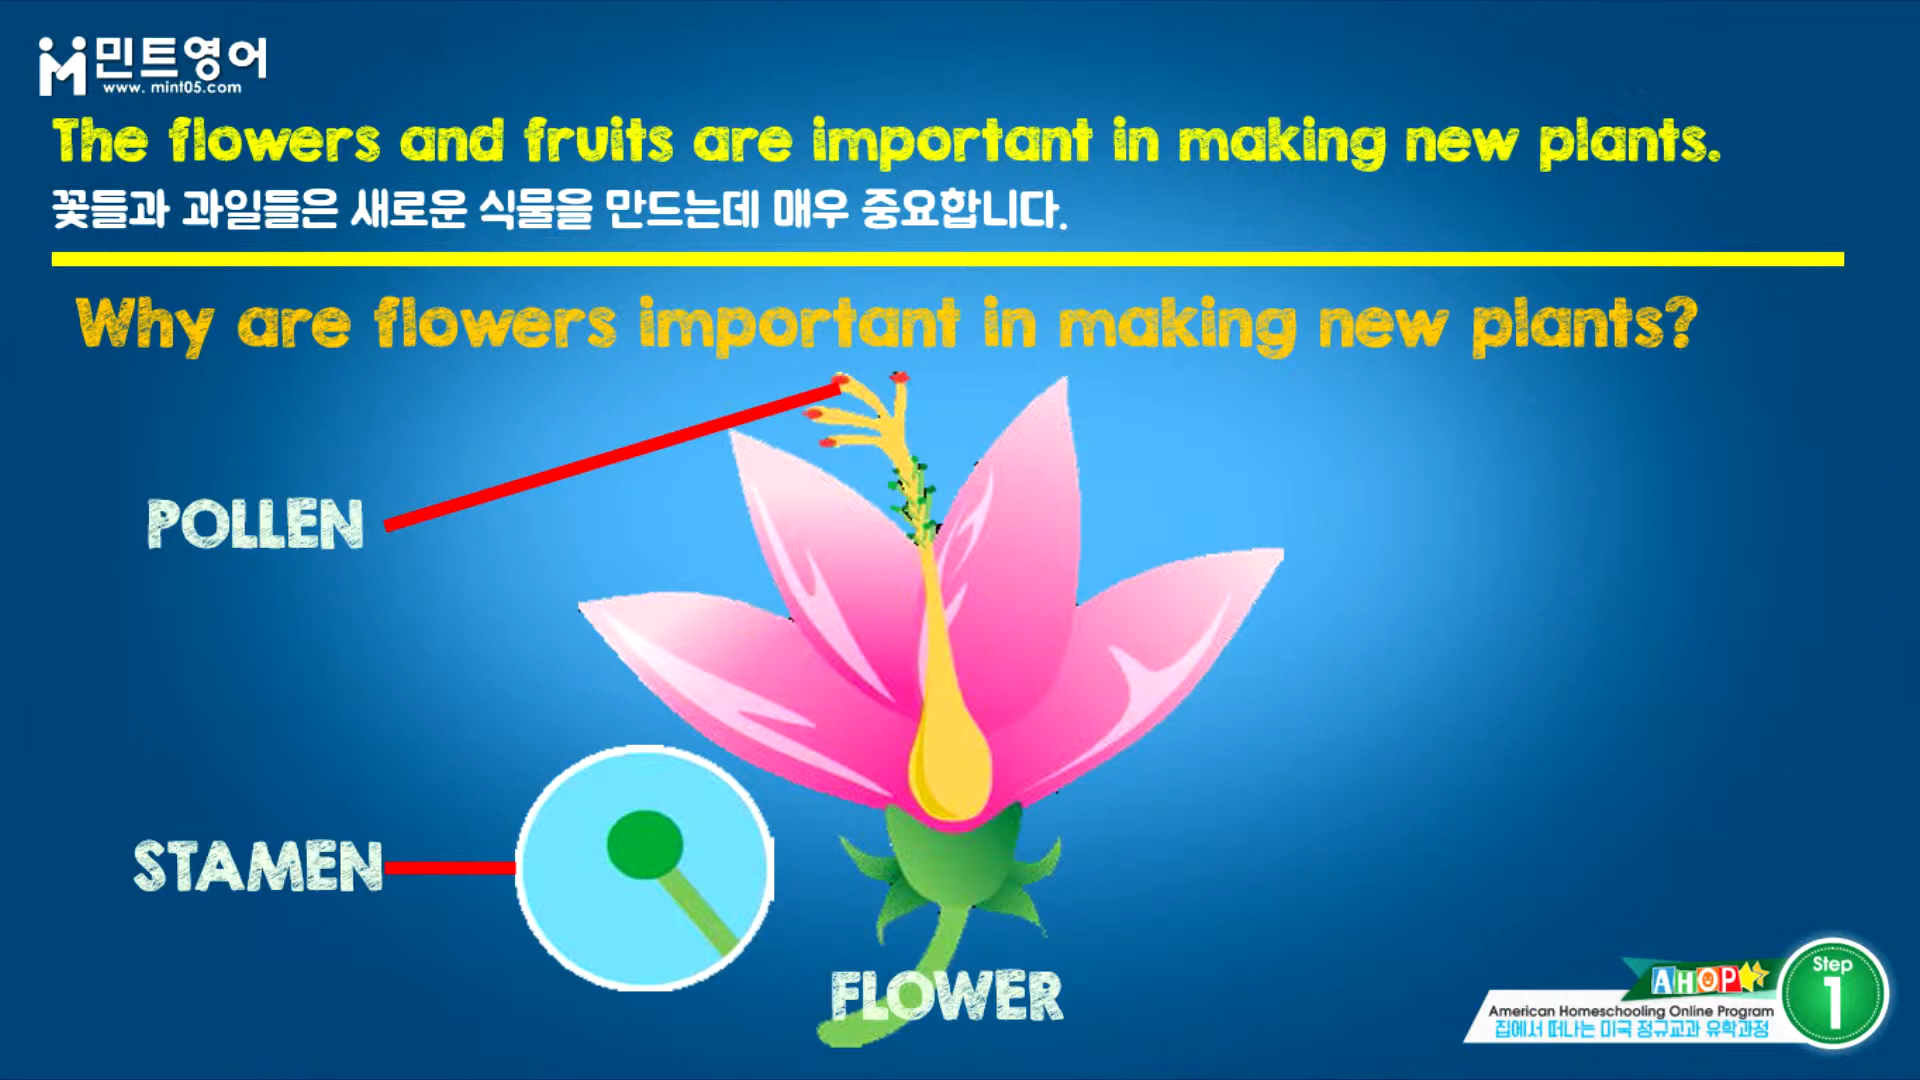 민트영어
www.mint05.com
The flowers and fruits are important in making new plants.
꽃들과 과일들은 새로운 식물을 만드는데 매우 중요합니다.
Why are flowers important in making new plants?
POLLEN
STAMEN
FLOWER
AHOP
Step
1
American Homeschooling Online Program
집에서 떠나는 미국 정규교과 유학과정